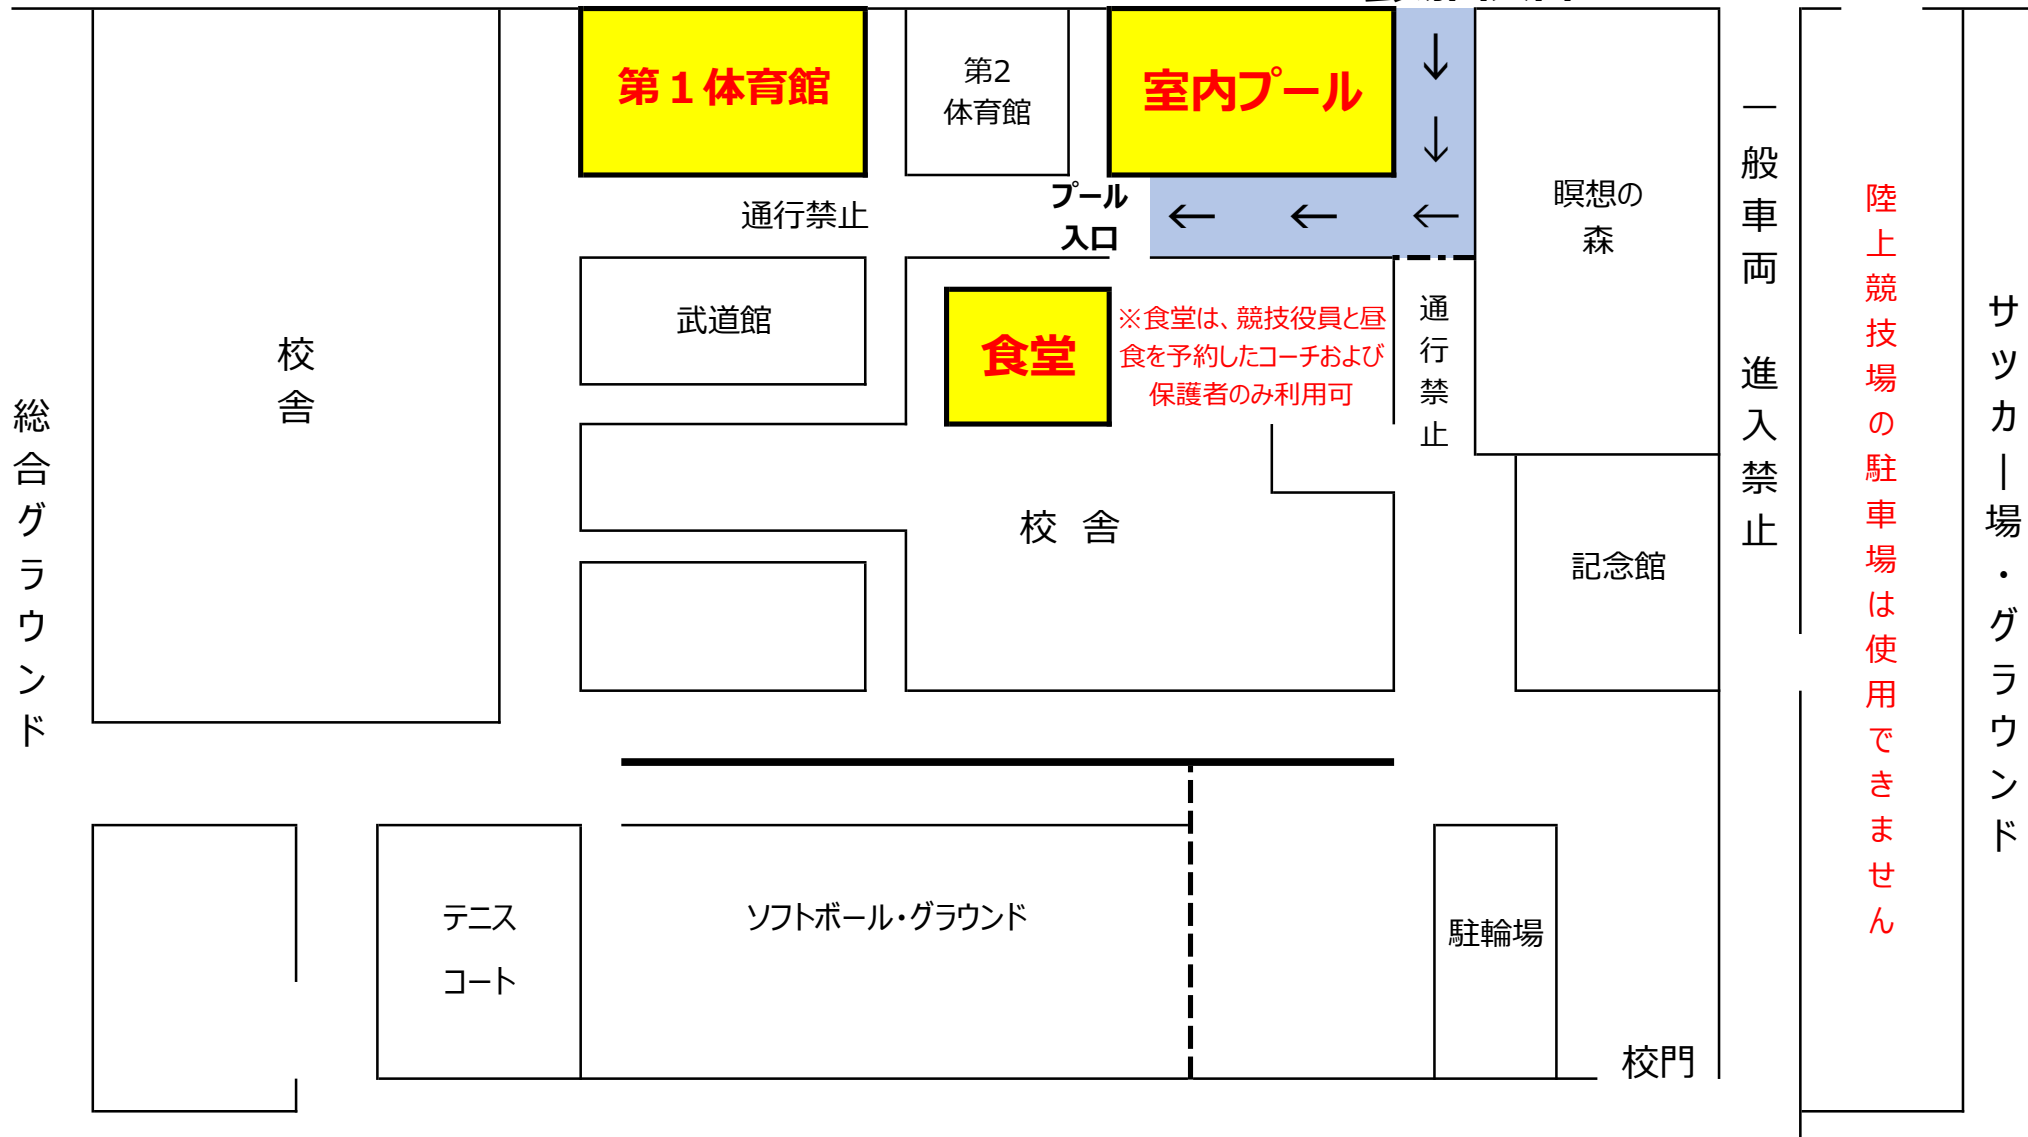 第１体育館
第2
体育館
室内プール
↓
↓
通行禁止
プール
入口
← ← ←
瞑想の
森
一般車両 進入禁止
陸上競技場の駐車場は使用できません
サッカー場・グラウンド
総合グラウンド
校舎
武道館
食堂
※食堂は、競技役員と昼
食を予約したコーチおよび
保護者のみ利用可
通行禁止
校 舎
記念館
テニス
コート
ソフトボール・グラウンド
駐輪場
校門